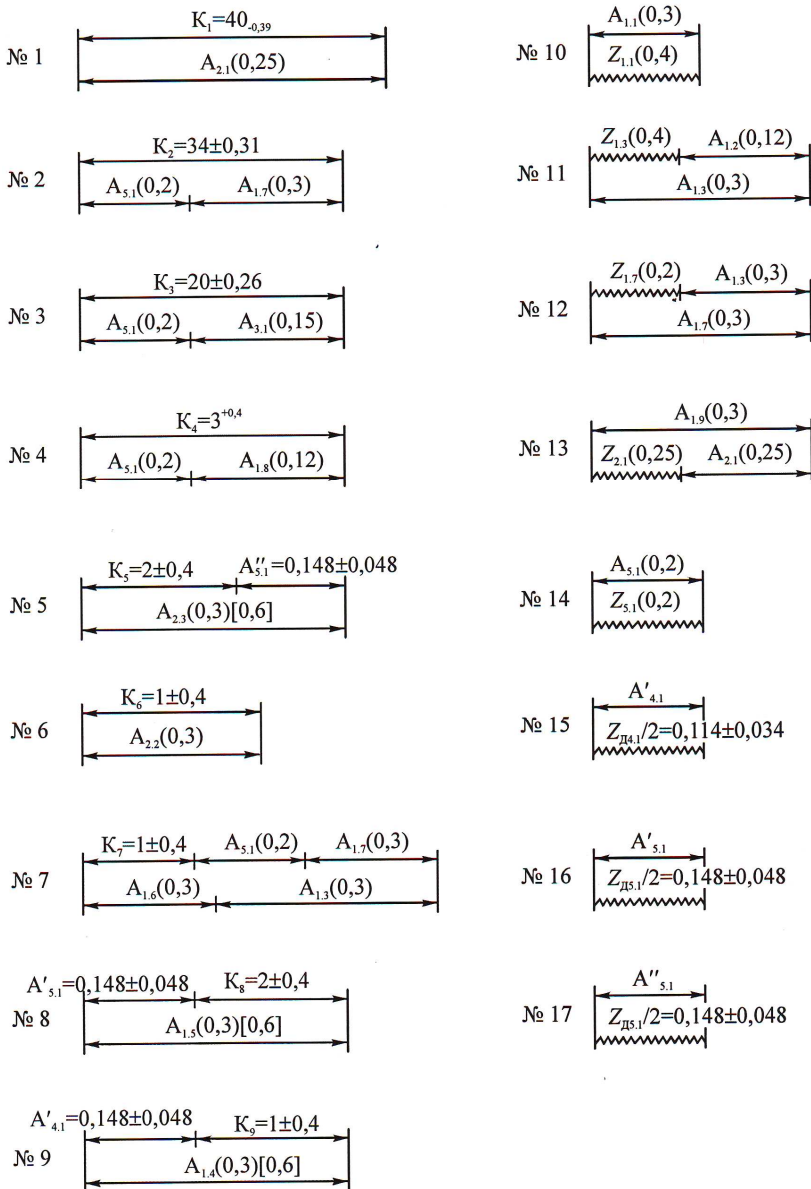 № 1
K₁=40₋₀,₃₉
A₂.₁(0,25)
№ 2
K₂=34±0,31
A₅.₁(0,2) A₁.₇(0,3)
№ 3
K₃=20±0,26
A₅.₁(0,2) A₃.₁(0,15)
№ 4
K₄=3⁺⁰,⁴
A₅.₁(0,2) A₁.₈(0,12)
№ 5
K₅=2±0,4 A″₅.₁=0,148±0,048
A₂.₃(0,3)[0,6]
№ 6
K₆=1±0,4
A₂.₂(0,3)
№ 7
K₇=1±0,4 A₅.₁(0,2) A₁.₇(0,3)
A₁.₆(0,3) A₁.₃(0,3)
№ 8
A′₅.₁=0,148±0,048 K₈=2±0,4
A₁.₅(0,3)[0,6]
№ 9
A′₄.₁=0,148±0,048 K₉=1±0,4
A₁.₄(0,3)[0,6]
№ 10
A₁.₁(0,3)
Z₁.₁(0,4)
№ 11
Z₁.₃(0,4) A₁.₂(0,12)
A₁.₃(0,3)
№ 12
Z₁.₇(0,2) A₁.₃(0,3)
A₁.₇(0,3)
№ 13
A₁.₉(0,3)
Z₂.₁(0,25) A₂.₁(0,25)
№ 14
A₅.₁(0,2)
Z₅.₁(0,2)
№ 15
A′₄.₁
Z_Д₄.₁/2=0,114±0,034
№ 16
A′₅.₁
Z_Д₅.₁/2=0,148±0,048
№ 17
A″₅.₁
Z_Д₅.₁/2=0,148±0,048